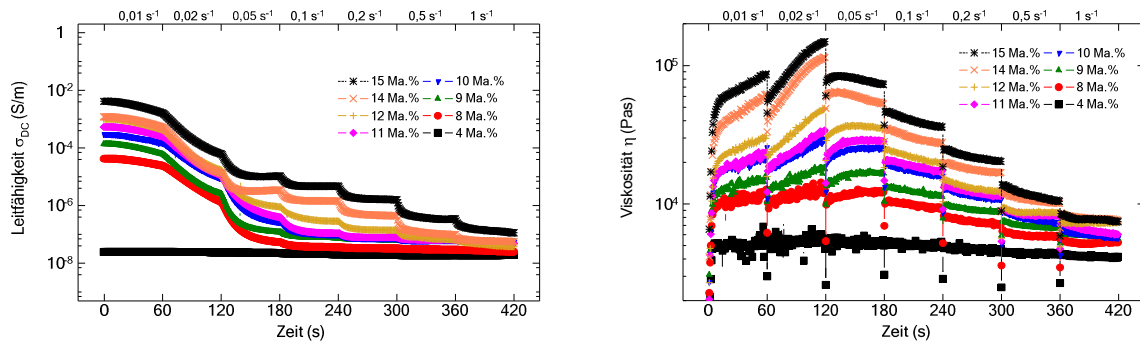 0,01 s⁻¹ 0,02 s⁻¹ 0,05 s⁻¹ 0,1 s⁻¹ 0,2 s⁻¹ 0,5 s⁻¹ 1 s⁻¹
1
10⁻²
10⁻⁴
10⁻⁶
10⁻⁸
Leitfähigkeit σDC (S/m)
15 Ma.% 10 Ma.%
14 Ma.% 9 Ma.%
12 Ma.% 8 Ma.%
11 Ma.% 4 Ma.%
0 60 120 180 240 300 360 420
Zeit (s)
0,01 s⁻¹ 0,02 s⁻¹ 0,05 s⁻¹ 0,1 s⁻¹ 0,2 s⁻¹ 0,5 s⁻¹ 1 s⁻¹
10⁵
10⁴
Viskosität η (Pas)
15 Ma.% 10 Ma.%
14 Ma.% 9 Ma.%
12 Ma.% 8 Ma.%
11 Ma.% 4 Ma.%
0 60 120 180 240 300 360 420
Zeit (s)